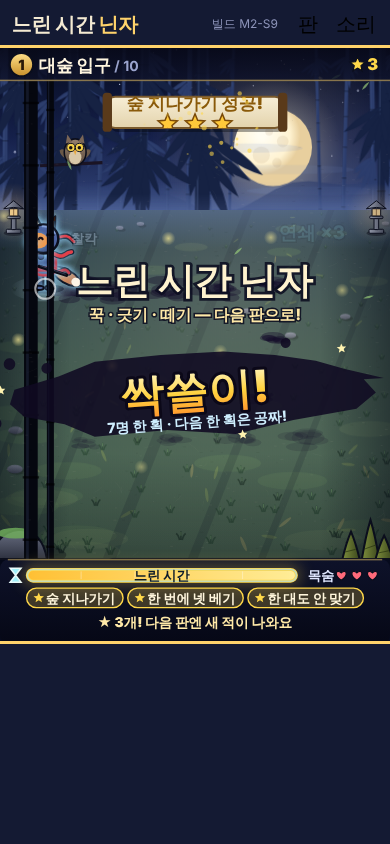 느린 시간 닌자 빌드 M2-S9 판 소리
1 대숲 입구 / 10 ★ 3
숲 지나가기 성공!
찰칵
연쇄 ×3
느린 시간 닌자
꾹 · 긋기 · 떼기 — 다음 판으로!
싹쓸이!
7명 한 획 · 다음 한 획은 공짜!
느린 시간 목숨
★ 숲 지나가기 ★ 한 번에 넷 베기 ★ 한 대도 안 맞기
★ 3개! 다음 판엔 새 적이 나와요